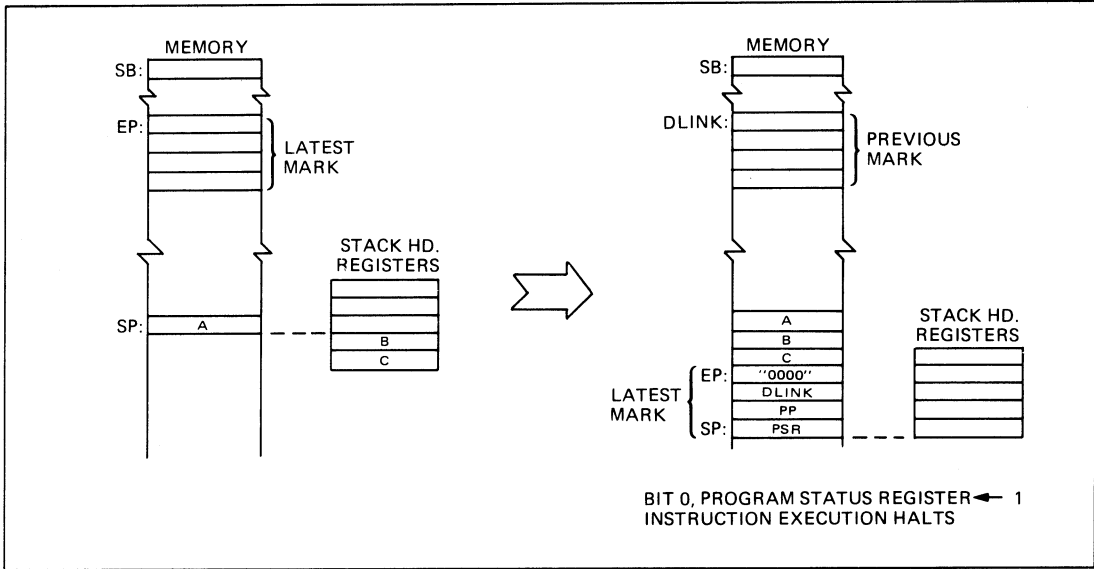 MEMORY
SB:
EP:
LATEST
MARK
STACK HD.
REGISTERS
SP:
A
B
C
MEMORY
SB:
DLINK:
PREVIOUS
MARK
A
B
C
STACK HD.
REGISTERS
LATEST
MARK
EP:
"0000"
DLINK
PP
SP:
PSR
BIT 0, PROGRAM STATUS REGISTER ← 1
INSTRUCTION EXECUTION HALTS